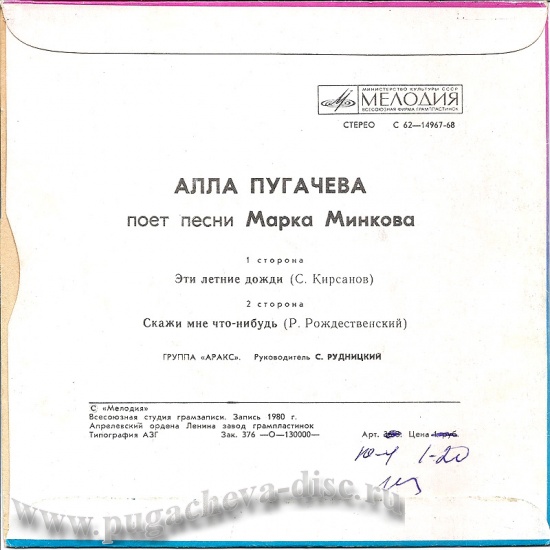 МИНИСТЕРСТВО КУЛЬТУРЫ СССР
МЕЛОДИЯ
ВСЕСОЮЗНАЯ ФИРМА ГРАМПЛАСТИНОК
СТЕРЕО С 62—14967-68
АЛЛА ПУГАЧЕВА
поет песни Марка Минкова
1 сторона
Эти летние дожди (С. Кирсанов)
2 сторона
Скажи мне что-нибудь (Р. Рождественский)
ГРУППА «АРАКС». Руководитель С. РУДНИЦКИЙ
С «Мелодия»
Всесоюзная студия грамзаписи. Запись 1980 г.
Апрелевский ордена Ленина завод грампластинок
Типография АЗГ Зак. 376 —О—130000— Арт. Цена
10-4 1-20
www.pugacheva-disc.ru